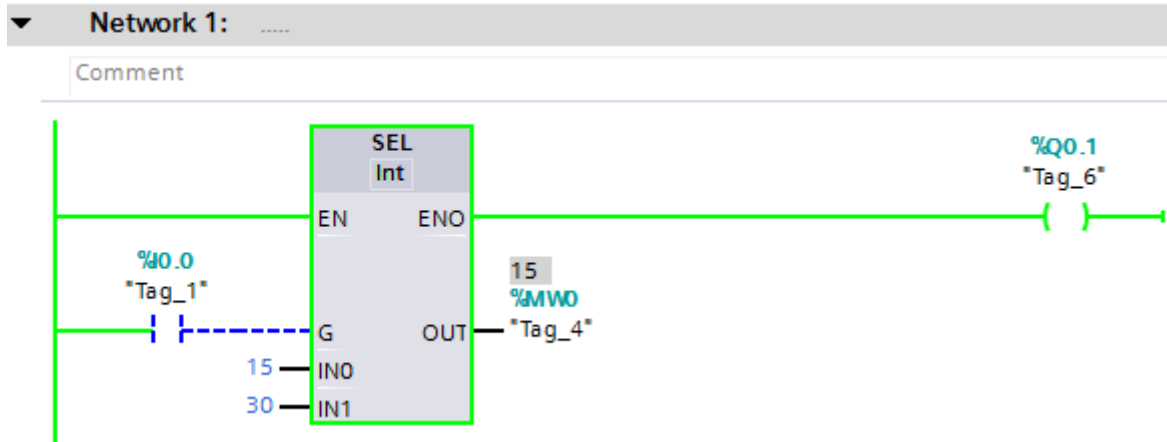 Network 1: .....
Comment
SEL
Int
%Q0.1
"Tag_6"
EN ENO
%I0.0
"Tag_1"
15
%MW0
"Tag_4"
G OUT
15 IN0
30 IN1